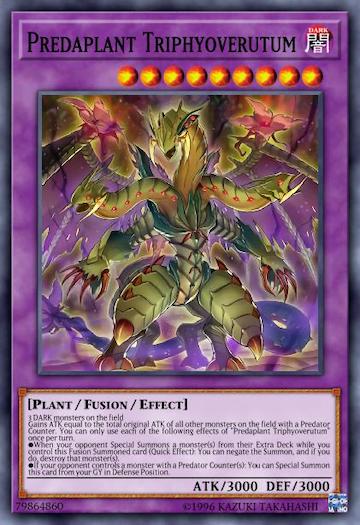 PREDAPLANT TRIPHYOVERUTUM
DARK
闇
[PLANT / FUSION / EFFECT]
3 DARK monsters on the field
Gains ATK equal to the total original ATK of all other monsters on the field with a Predator
Counter. You can only use each of the following effects of "Predaplant Triphyoverutum"
once per turn.
●When your opponent Special Summons a monster(s) from their Extra Deck while you
control this Fusion Summoned card (Quick Effect): You can negate the Summon, and if you
do, destroy that monster(s).
●If your opponent controls a monster with a Predator Counter(s): You can Special Summon
this card from your GY in Defense Position.
ATK/3000 DEF/3000
79864860
©1996 KAZUKI TAKAHASHI